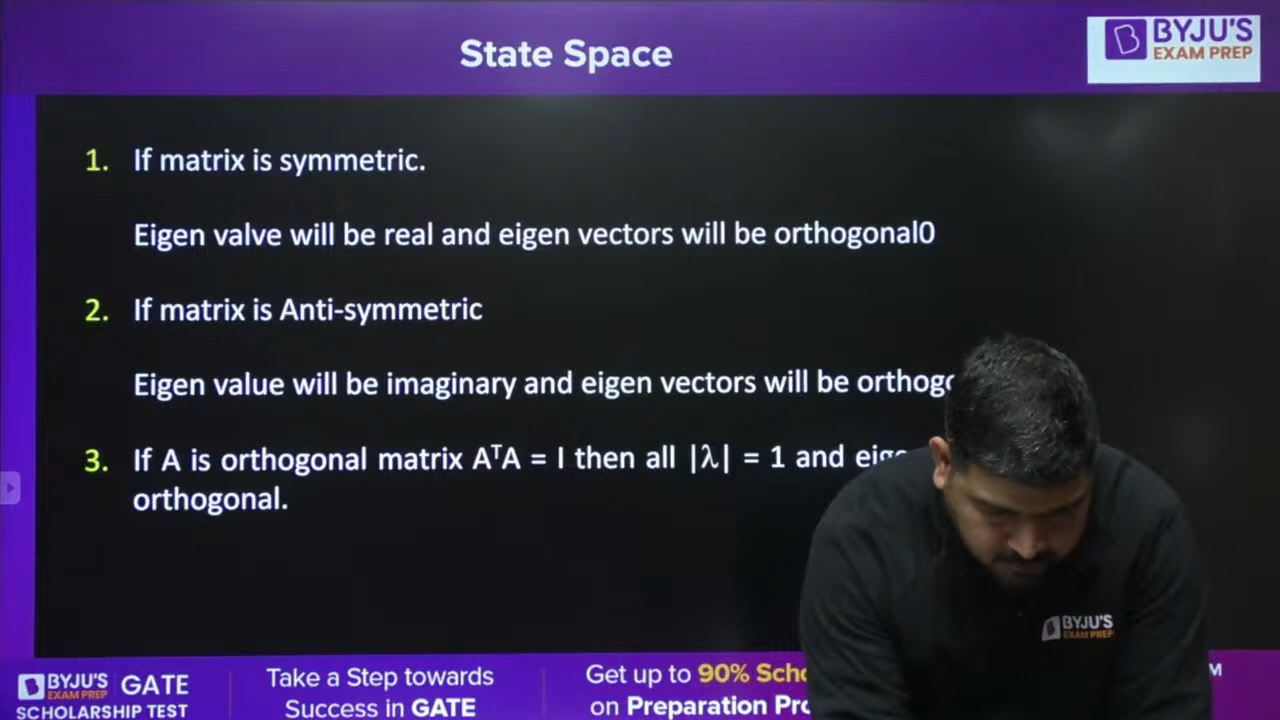 State Space
BYJU'S
EXAM PREP
1. If matrix is symmetric.
Eigen valve will be real and eigen vectors will be orthogonal0
2. If matrix is Anti-symmetric
Eigen value will be imaginary and eigen vectors will be
3. If A is orthogonal matrix AᵀA = I then all |λ| = 1 and
orthogonal.
BYJU'S
EXAM PREP
BYJU'S
EXAM PREP
GATE
SCHOLARSHIP TEST
Take a Step towards
Success in GATE
Get up to 90%
on Preparation